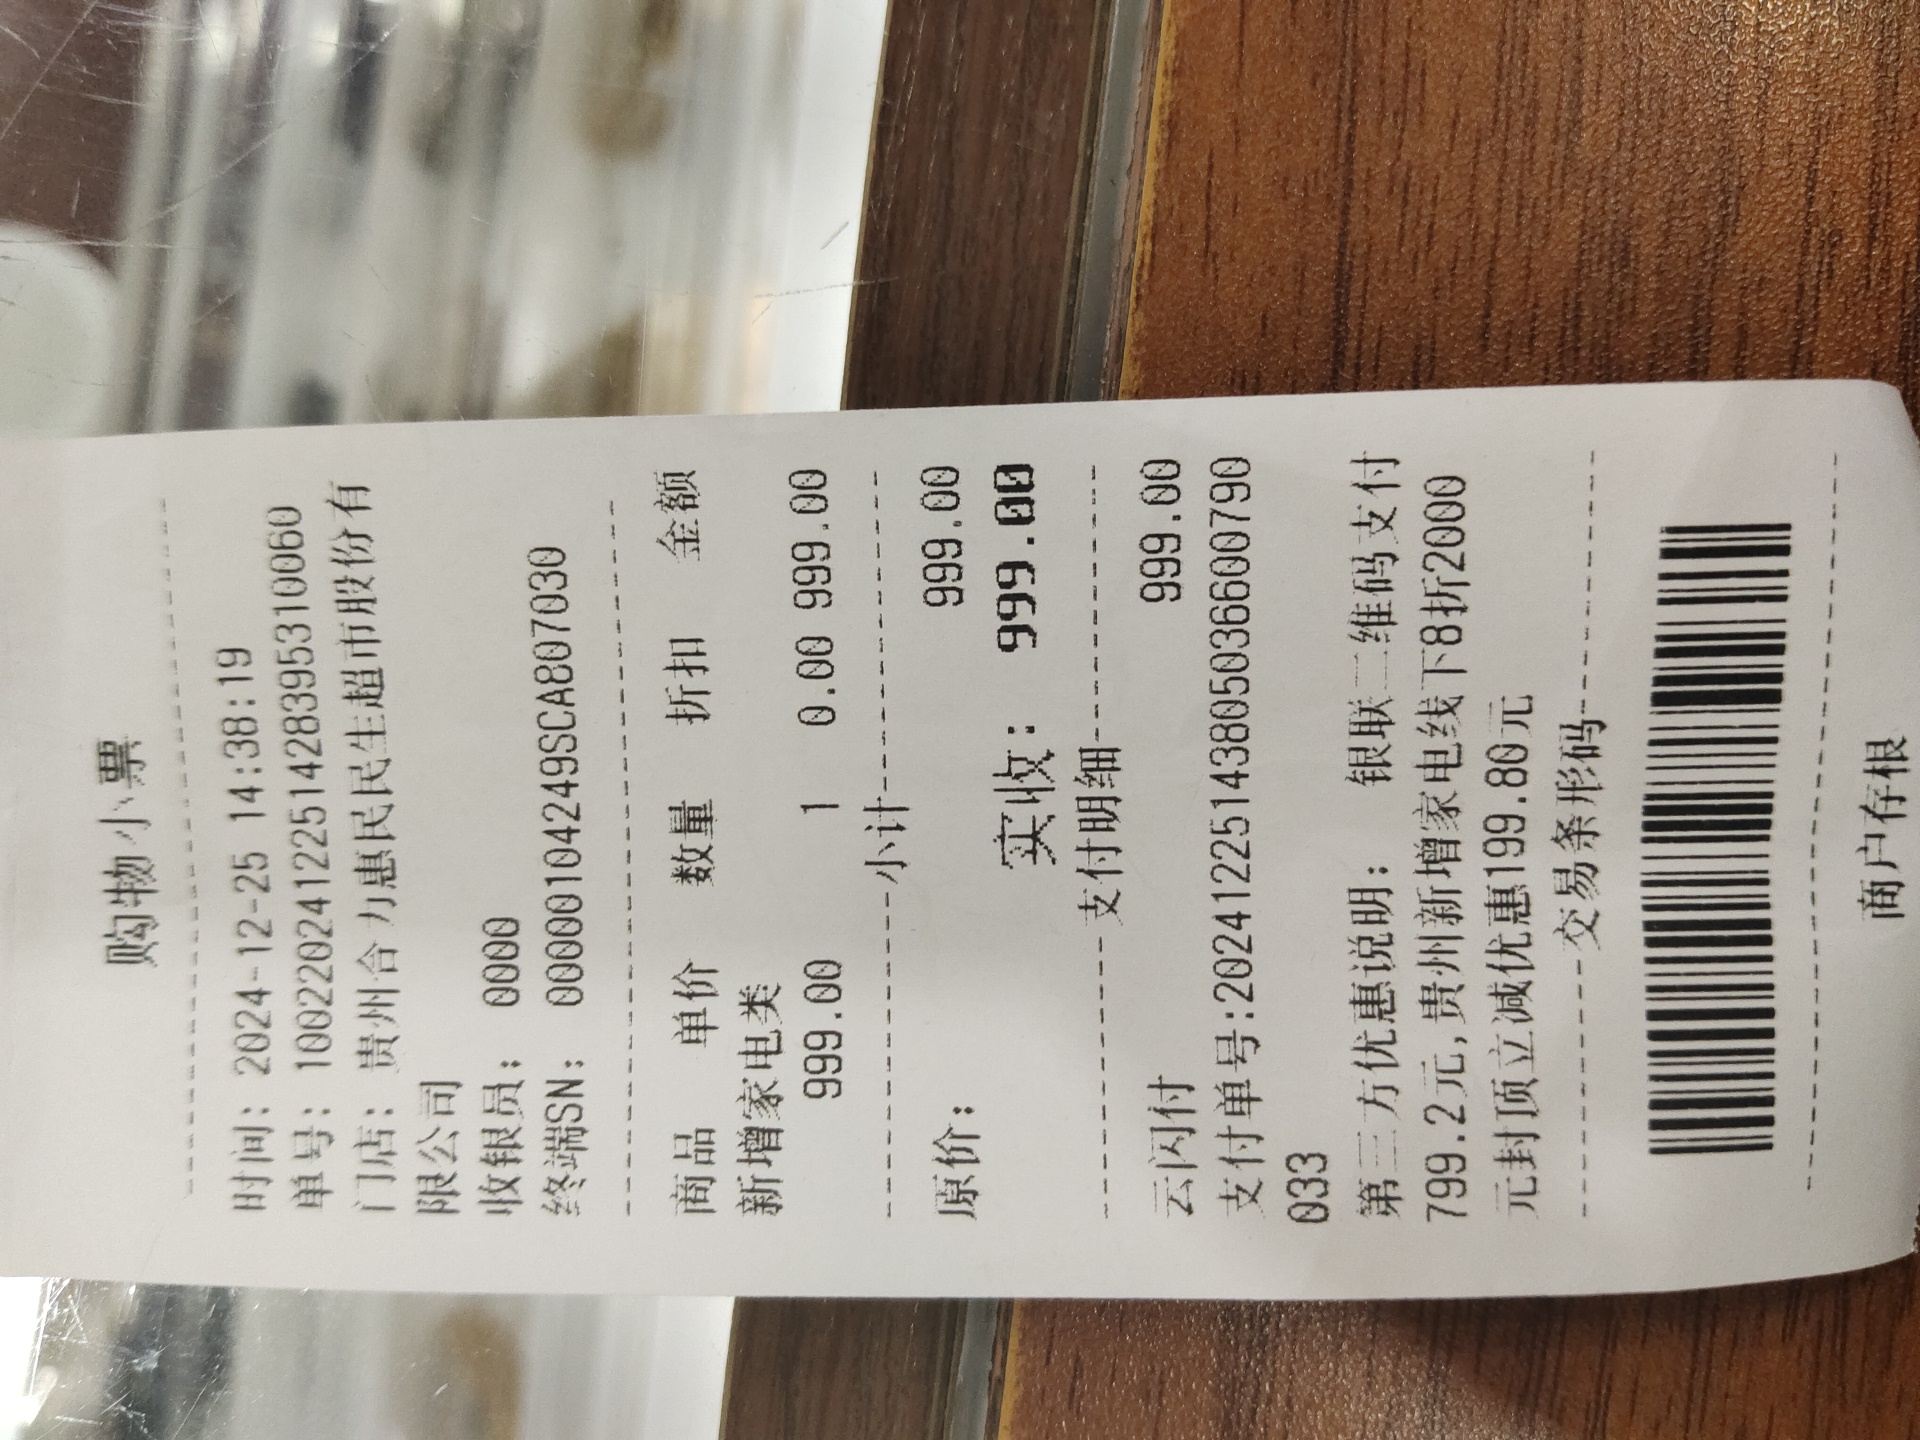 购物小票
时间: 2024-12-25 14:38:19
单号: 1002202412251428395310060
门店: 贵州合力惠民民生超市股份有
限公司
收银员: 0000
终端SN: 00000104249SCA807030
商品 单价 数量 折扣 金额
新增家电类
999.00 1 0.00 999.00
小计
原价: 999.00
实收: 999.00
支付明细
云闪付 999.00
支付单号:20241225143805036600790
033
第三方优惠说明: 银联二维码支付
799.2元,贵州新增家电线下8折2000
元封顶立减优惠199.80元
交易条形码
商户存根